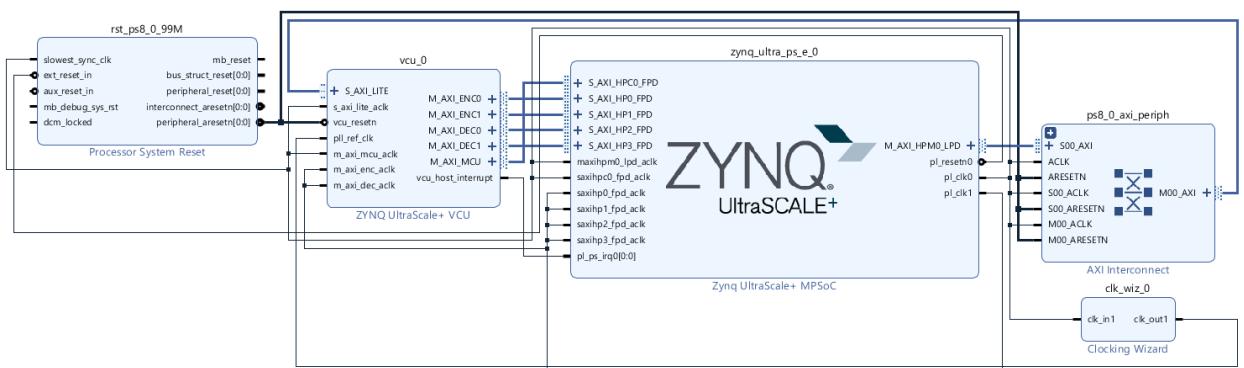 rst_ps8_0_99M
slowest_sync_clk
ext_reset_in
aux_reset_in
mb_debug_sys_rst
dcm_locked
mb_reset
bus_struct_reset[0:0]
peripheral_reset[0:0]
interconnect_aresetn[0:0]
peripheral_aresetn[0:0]
Processor System Reset
vcu_0
S_AXI_LITE
s_axi_lite_aclk
vcu_resetn
pll_ref_clk
m_axi_mcu_aclk
m_axi_enc_aclk
m_axi_dec_aclk
M_AXI_ENC0
M_AXI_ENC1
M_AXI_DEC0
M_AXI_DEC1
M_AXI_MCU
vcu_host_interrupt
ZYNQ UltraScale+ VCU
zynq_ultra_ps_e_0
S_AXI_HPC0_FPD
S_AXI_HP0_FPD
S_AXI_HP1_FPD
S_AXI_HP2_FPD
S_AXI_HP3_FPD
maxihpm0_lpd_aclk
saxihpc0_fpd_aclk
saxihp0_fpd_aclk
saxihp1_fpd_aclk
saxihp2_fpd_aclk
saxihp3_fpd_aclk
pl_ps_irq0[0:0]
ZYNQ®
UltraSCALE+
M_AXI_HPM0_LPD
pl_resetn0
pl_clk0
pl_clk1
Zynq UltraScale+ MPSoC
ps8_0_axi_periph
S00_AXI
ACLK
ARESETN
S00_ACLK
S00_ARESETN
M00_ACLK
M00_ARESETN
M00_AXI
AXI Interconnect
clk_wiz_0
clk_in1
clk_out1
Clocking Wizard